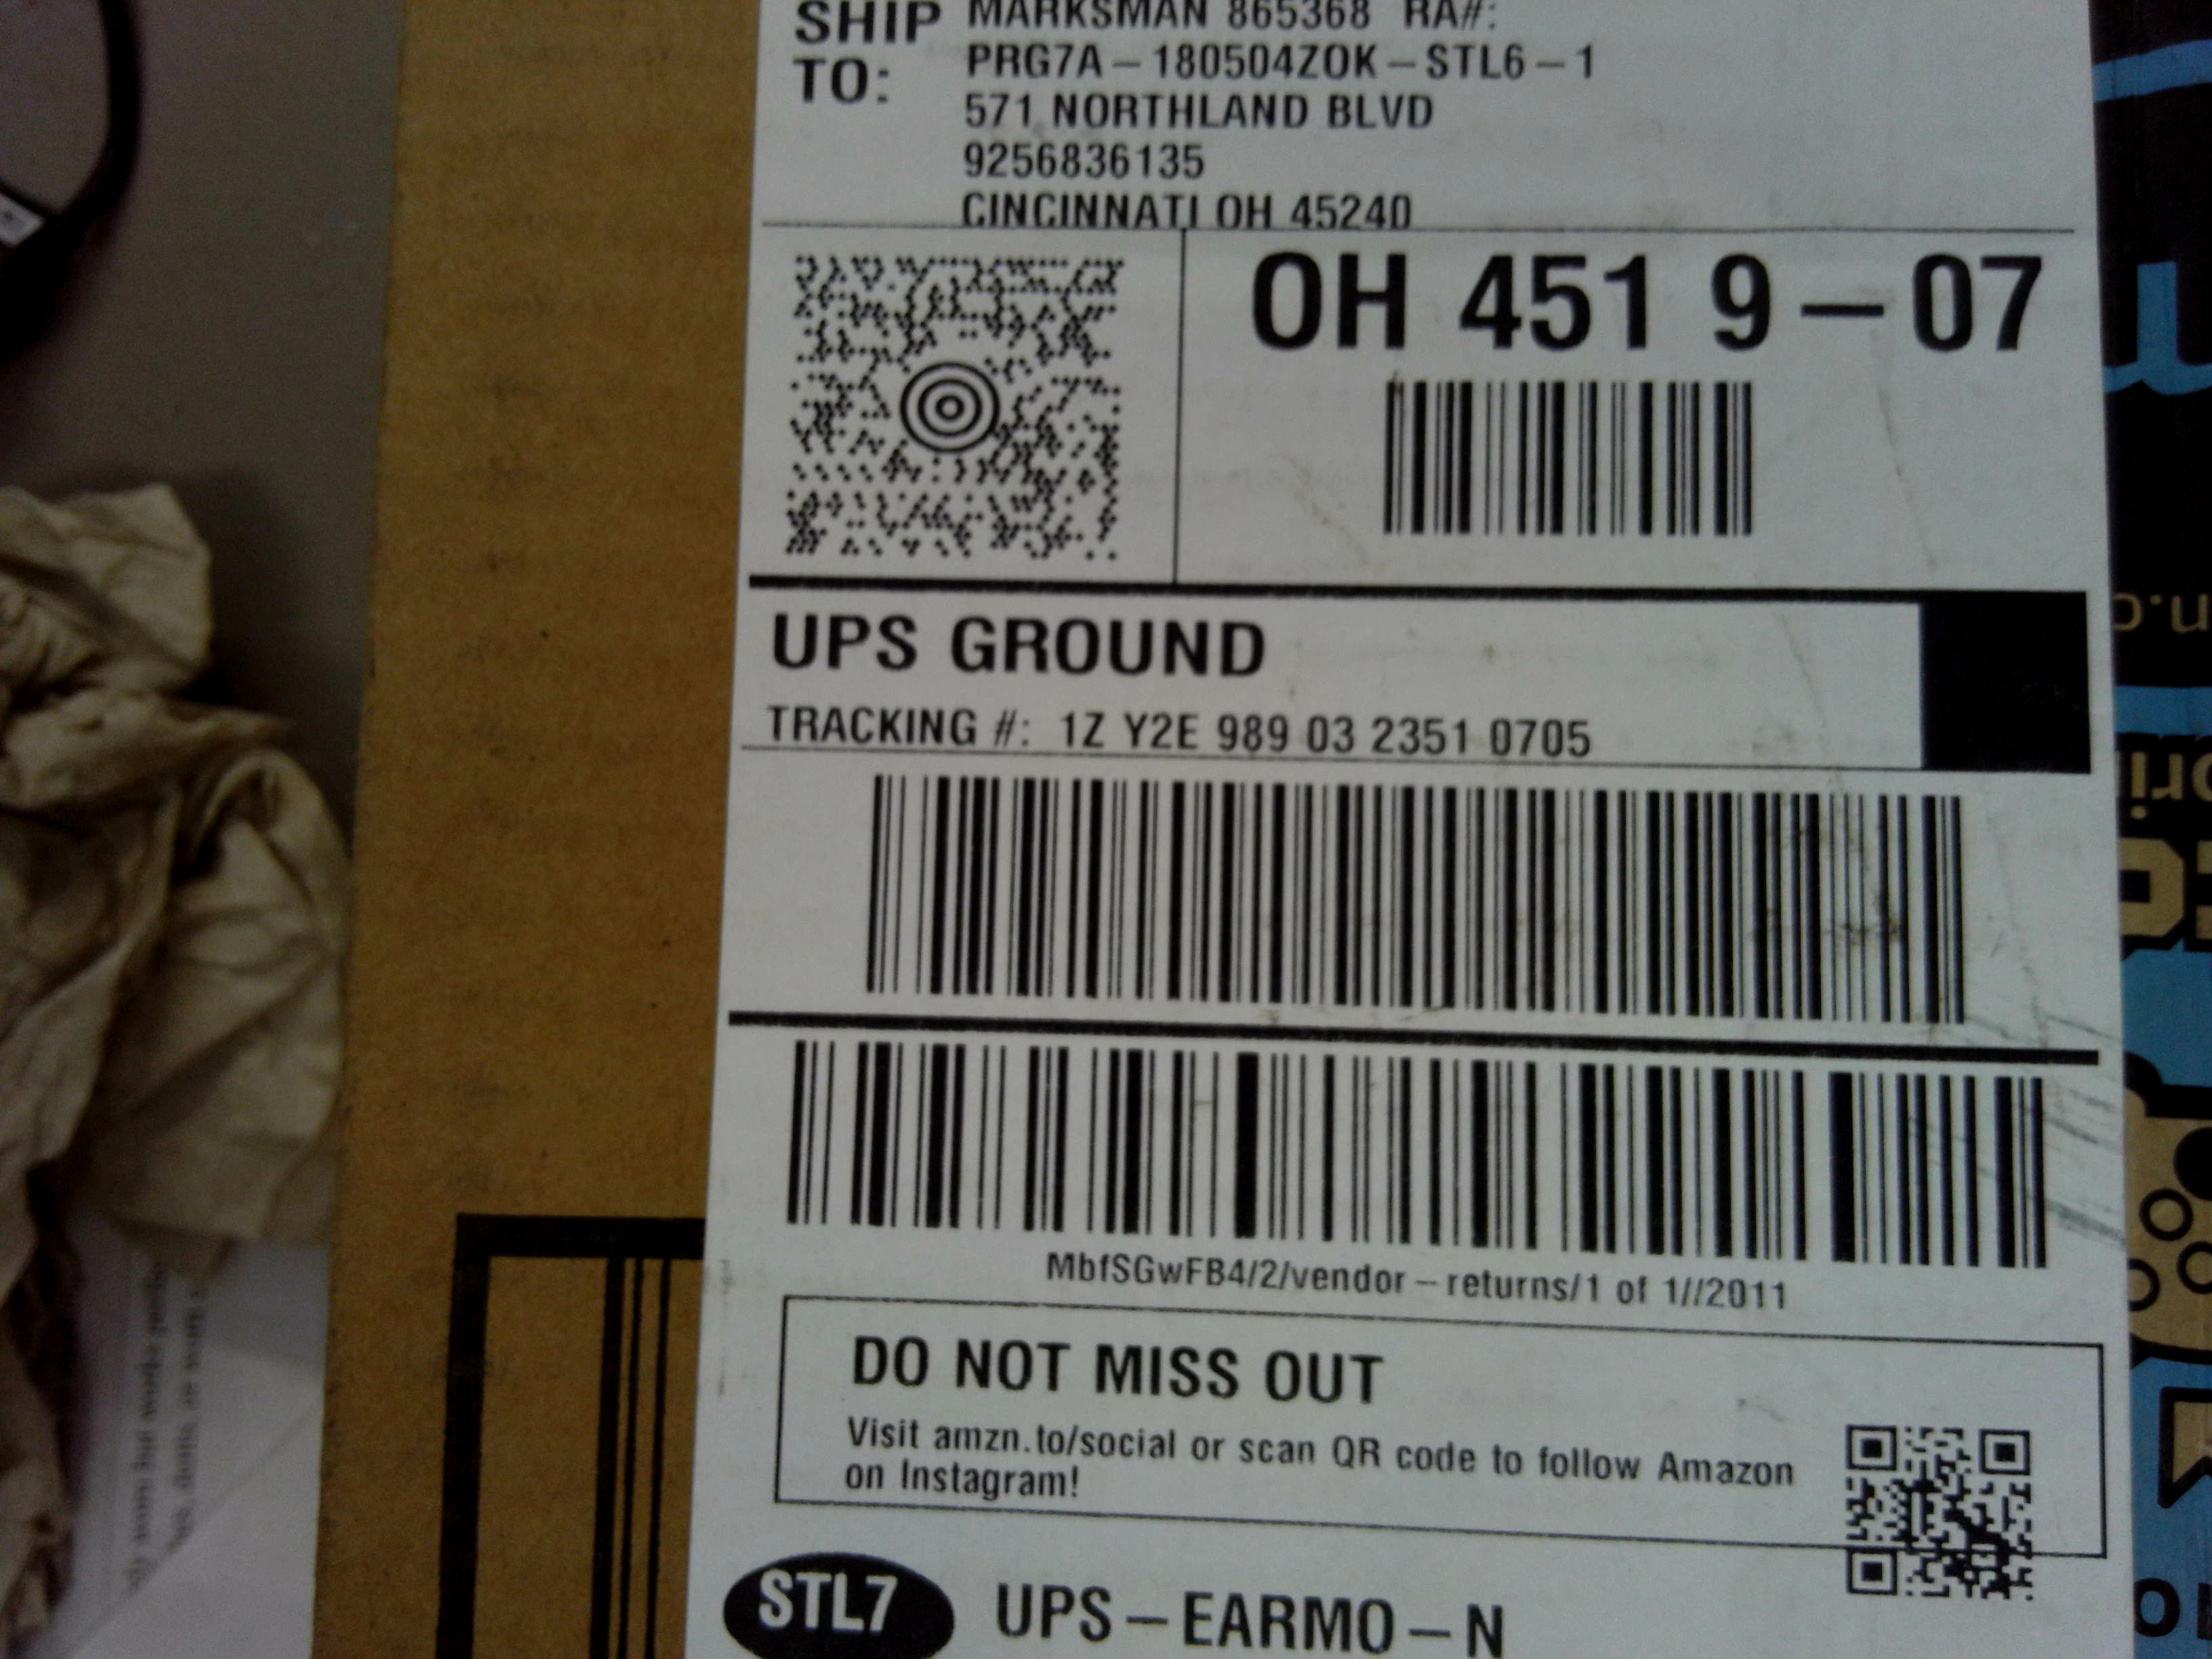 SHIP TO:
MARKSMAN 865368 RA#:
PRG7A-180504ZOK-STL6-1
571 NORTHLAND BLVD
9256836135
CINCINNATI OH 45240
OH 451 9-07
UPS GROUND
TRACKING #: 1Z Y2E 989 03 2351 0705
MbfSGwFB4/2/vendor-returns/1 of 1//2011
DO NOT MISS OUT
Visit amzn.to/social or scan QR code to follow Amazon
on Instagram!
STL7 UPS-EARMO-N